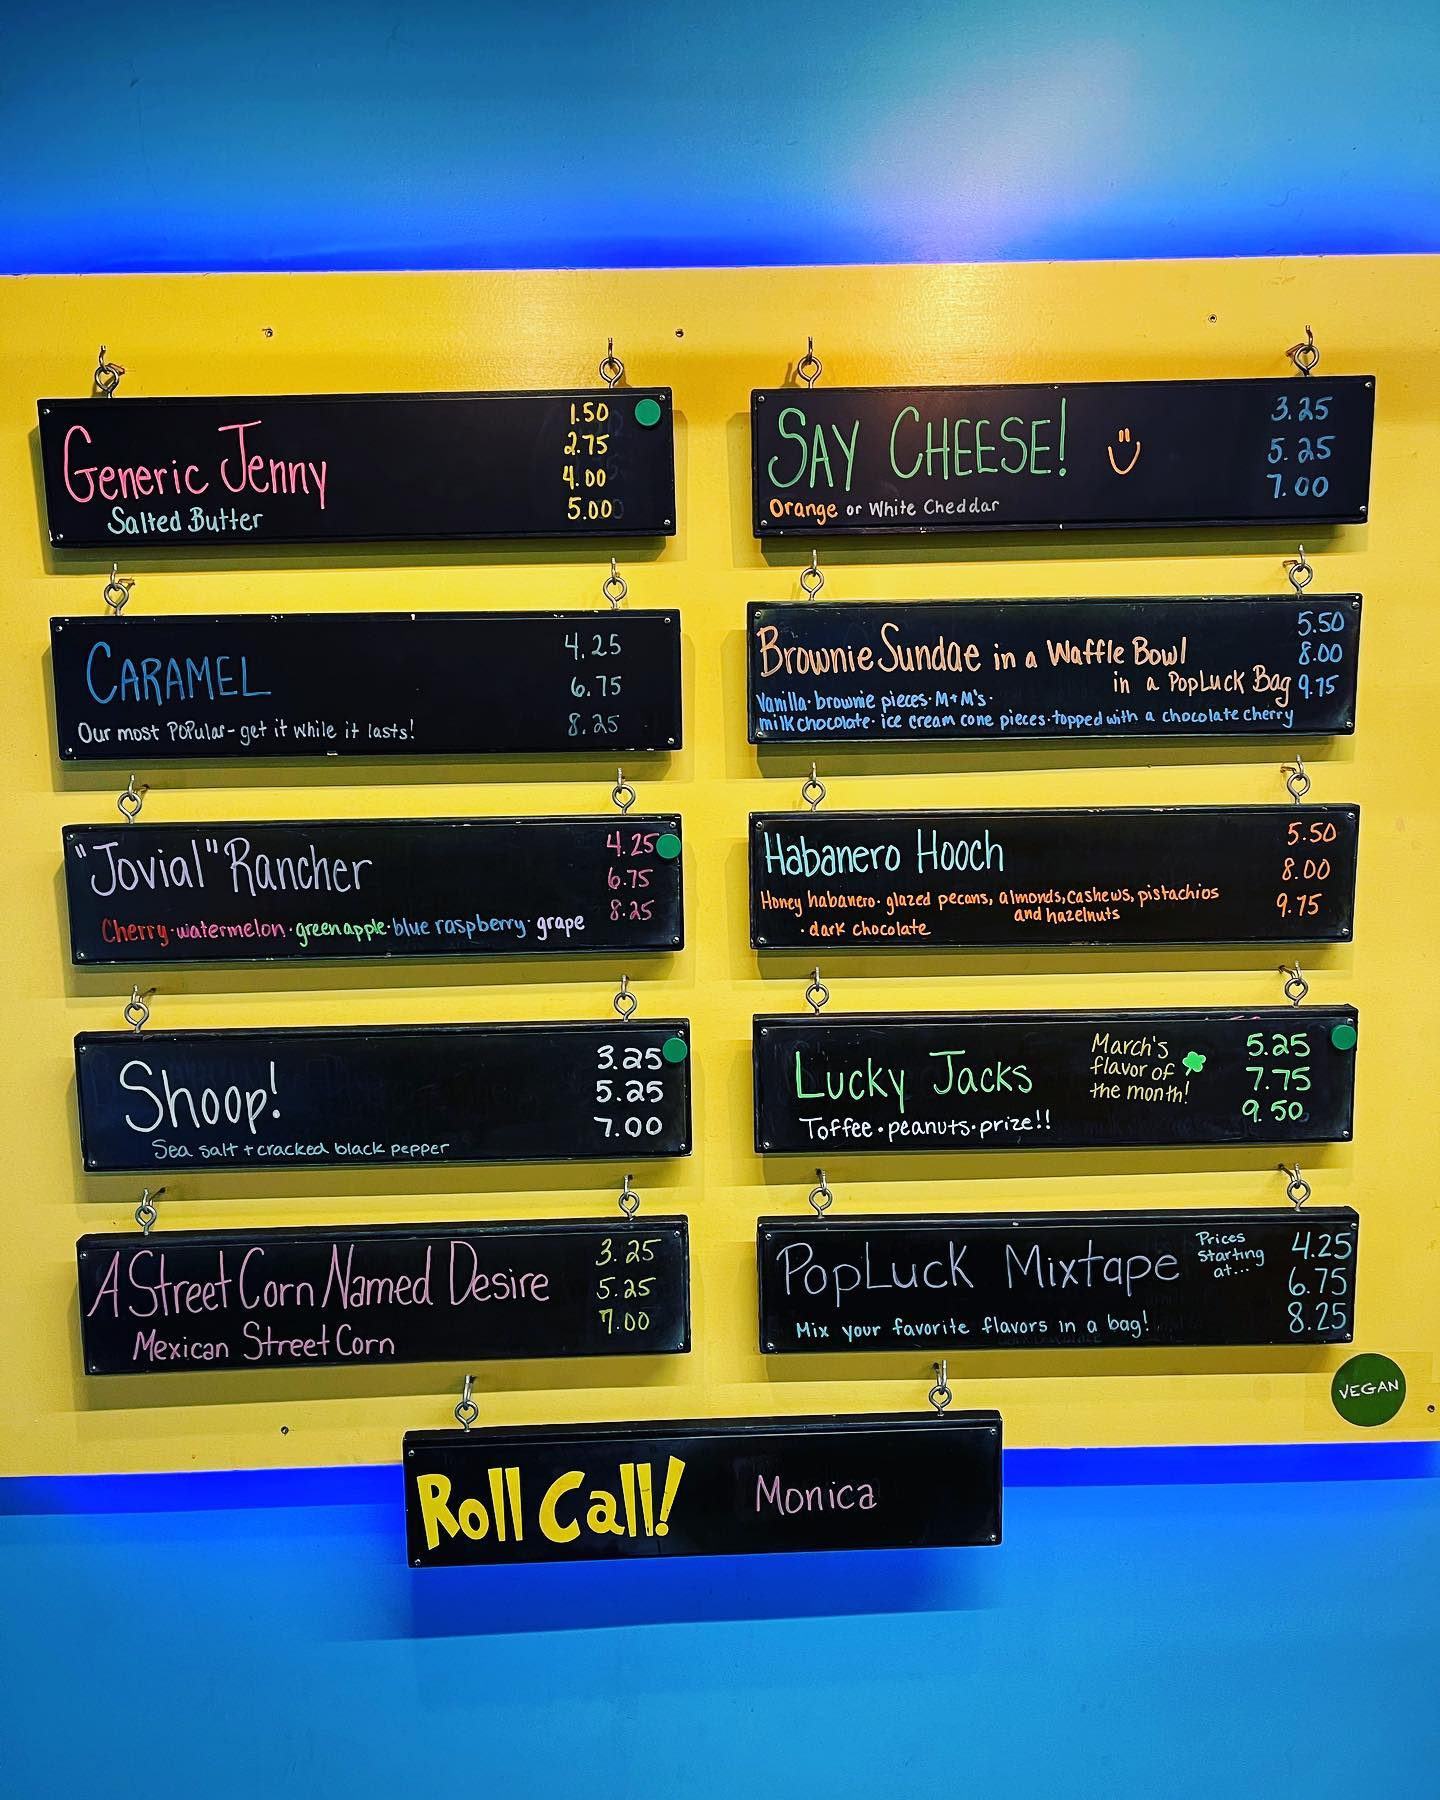 Generic Jenny
Salted Butter
1.50
2.75
4.00
5.00
CARAMEL
Our most PoPular - get it while it lasts!
4.25
6.75
8.25
"Jovial" Rancher
Cherry · watermelon · green apple · blue raspberry · grape
4.25
6.75
8.25
Shoop!
Sea salt + cracked black pepper
3.25
5.25
7.00
A Street Corn Named Desire
Mexican Street Corn
3.25
5.25
7.00
SAY CHEESE!
Orange or White Cheddar
3.25
5.25
7.00
Brownie Sundae in a Waffle Bowl
in a PopLuck Bag
Vanilla · brownie pieces · M+M's ·
milk chocolate · ice cream cone pieces · topped with a chocolate cherry
5.50
8.00
9.75
Habanero Hooch
Honey habanero · glazed pecans, almonds, cashews, pistachios
and hazelnuts
· dark chocolate
5.50
8.00
9.75
Lucky Jacks
Toffee · peanuts · prize!!
March's
flavor of
the month!
5.25
7.75
9.50
PopLuck Mixtape
Mix your favorite flavors in a bag!
Prices
Starting
at...
4.25
6.75
8.25
VEGAN
Roll Call!
Monica